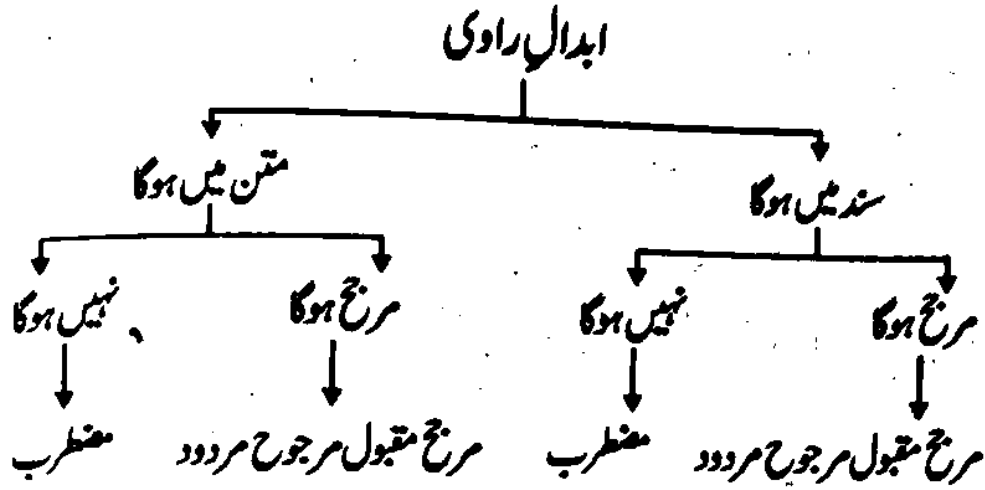 ابدالِ راوی
سند میں ہوگا
متن میں ہوگا
مرجح ہوگا
نہیں ہوگا
مرجح ہوگا
نہیں ہوگا
مرجح مقبول مرجوح مردود
مضطرب
مرجح مقبول مرجوح مردود
مضطرب